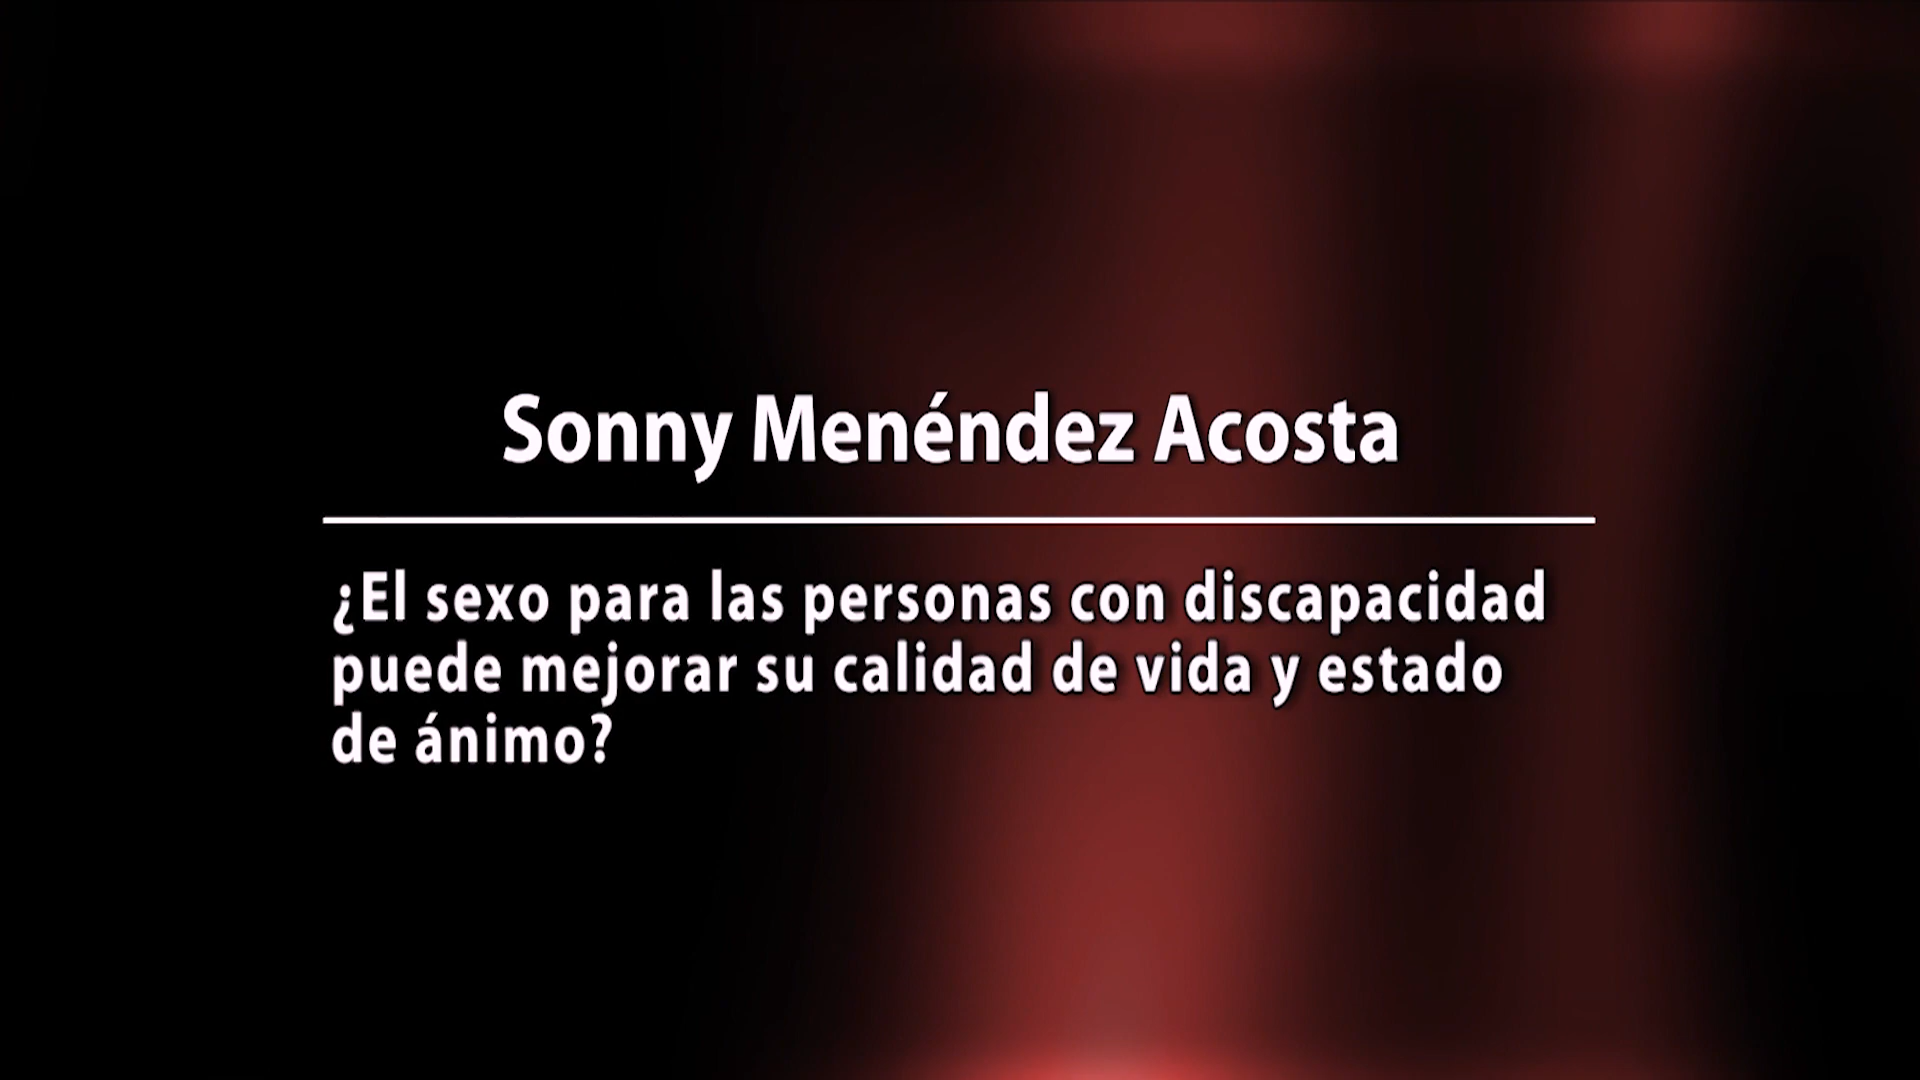 Sonny Menéndez Acosta
¿El sexo para las personas con discapacidad
puede mejorar su calidad de vida y estado
de ánimo?